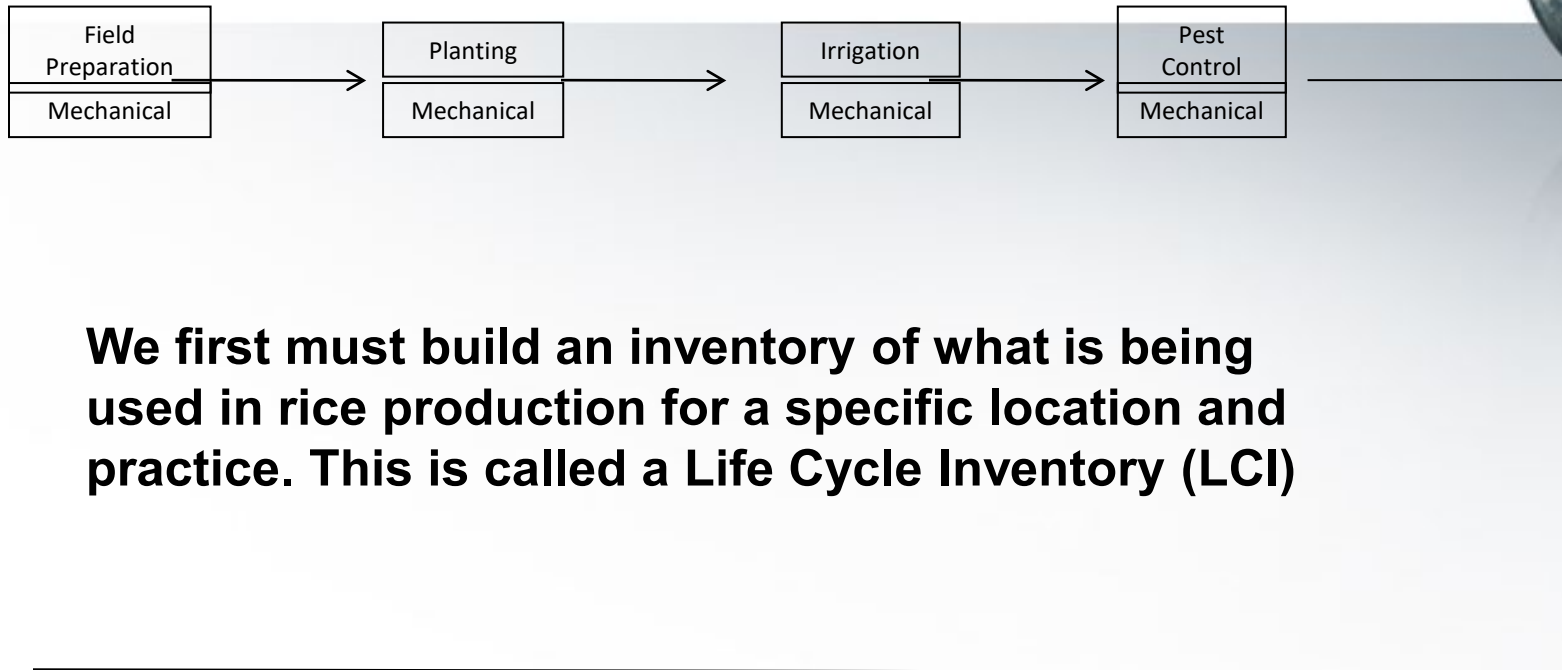 Field
Preparation
Mechanical
Planting
Mechanical
Irrigation
Mechanical
Pest
Control
Mechanical
We first must build an inventory of what is being
used in rice production for a specific location and
practice. This is called a Life Cycle Inventory (LCI)